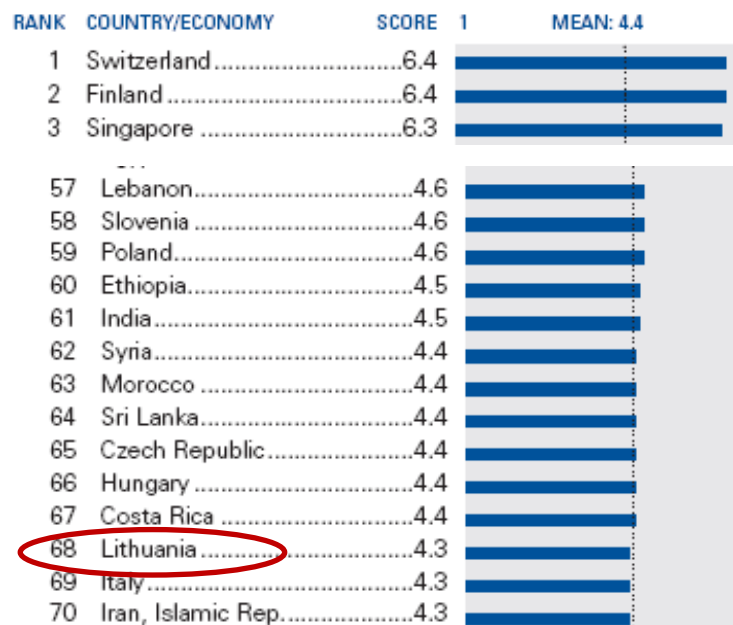 RANK COUNTRY/ECONOMY SCORE 1 MEAN: 4.4
1 Switzerland..............................6.4
2 Finland......................................6.4
3 Singapore ................................6.3
57 Lebanon...................................4.6
58 Slovenia ..................................4.6
59 Poland......................................4.6
60 Ethiopia....................................4.5
61 India.........................................4.5
62 Syria.........................................4.4
63 Morocco ..................................4.4
64 Sri Lanka..................................4.4
65 Czech Republic.......................4.4
66 Hungary ...................................4.4
67 Costa Rica ...............................4.4
68 Lithuania ..................................4.3
69 Italy..........................................4.3
70 Iran, Islamic Rep.....................4.3